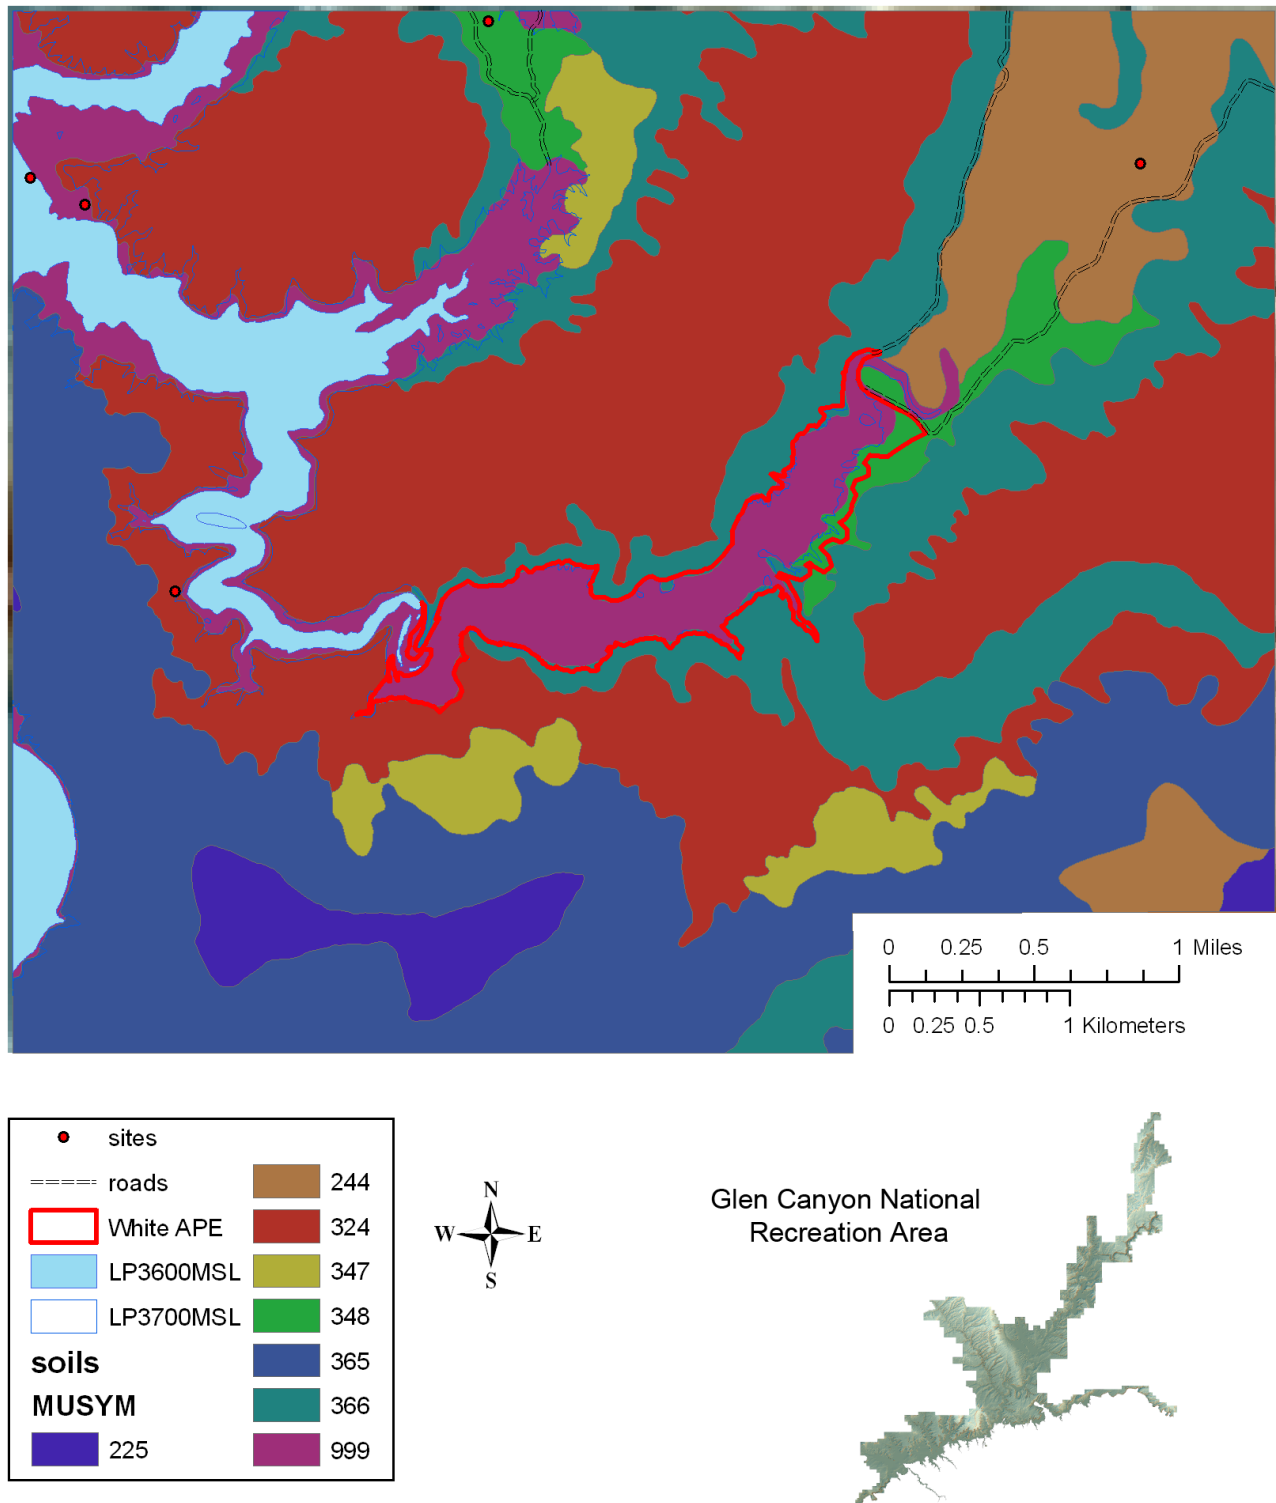 0 0.25 0.5 1 Miles
0 0.25 0.5 1 Kilometers
sites
roads
White APE
LP3600MSL
LP3700MSL
soils
MUSYM
225
244
324
347
348
365
366
999
N
W E
S
Glen Canyon National
Recreation Area